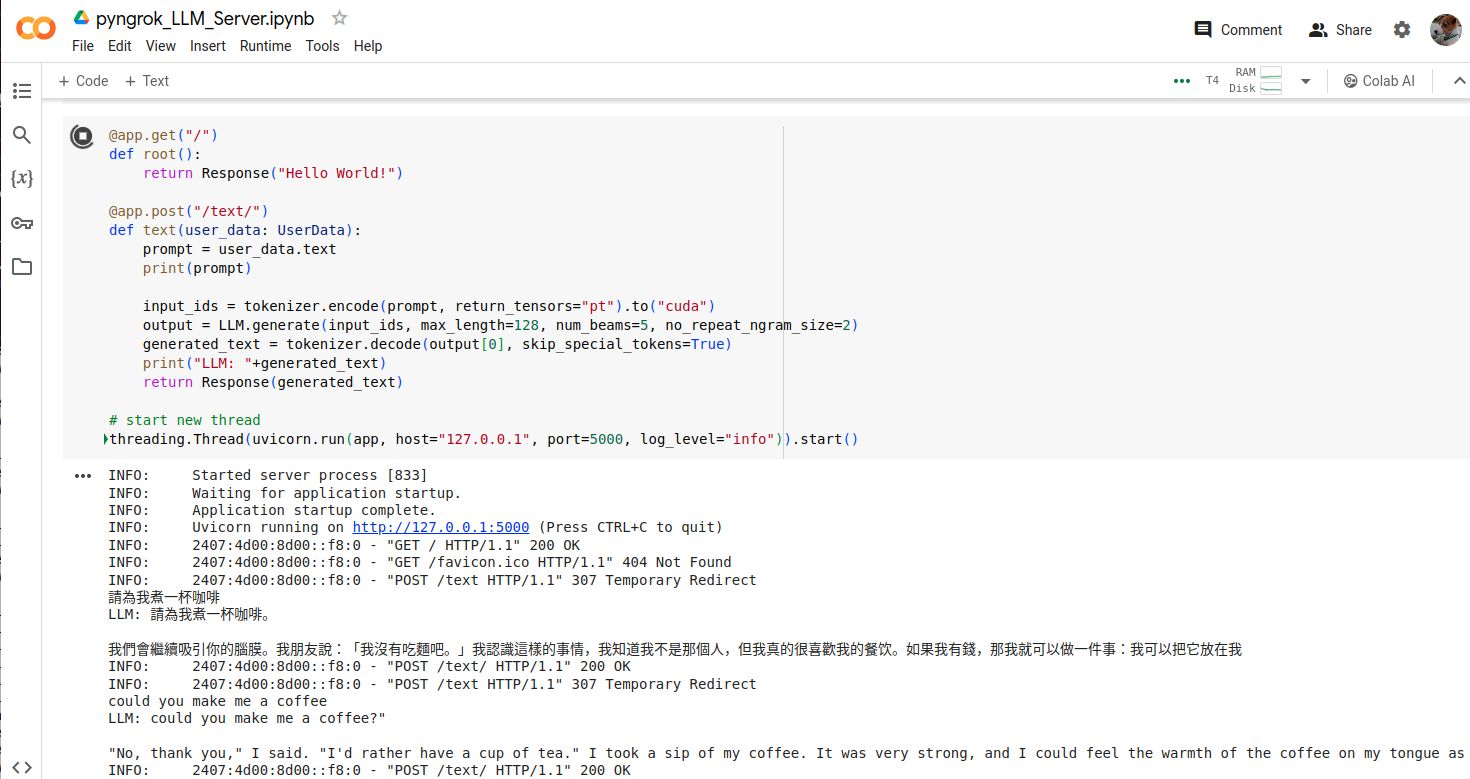 pyngrok_LLM_Server.ipynb
File Edit View Insert Runtime Tools Help
Comment Share
+ Code + Text
T4 RAM Disk Colab AI
{x}
@app.get("/")
def root():
    return Response("Hello World!")

@app.post("/text/")
def text(user_data: UserData):
    prompt = user_data.text
    print(prompt)

    input_ids = tokenizer.encode(prompt, return_tensors="pt").to("cuda")
    output = LLM.generate(input_ids, max_length=128, num_beams=5, no_repeat_ngram_size=2)
    generated_text = tokenizer.decode(output[0], skip_special_tokens=True)
    print("LLM: "+generated_text)
    return Response(generated_text)

# start new thread
threading.Thread(uvicorn.run(app, host="127.0.0.1", port=5000, log_level="info")).start()
INFO:     Started server process [833]
INFO:     Waiting for application startup.
INFO:     Application startup complete.
INFO:     Uvicorn running on http://127.0.0.1:5000 (Press CTRL+C to quit)
INFO:     2407:4d00:8d00::f8:0 - "GET / HTTP/1.1" 200 OK
INFO:     2407:4d00:8d00::f8:0 - "GET /favicon.ico HTTP/1.1" 404 Not Found
INFO:     2407:4d00:8d00::f8:0 - "POST /text HTTP/1.1" 307 Temporary Redirect
請為我煮一杯咖啡
LLM: 請為我煮一杯咖啡。

我們會繼續吸引你的腦膜。我朋友說：「我沒有吃麵吧。」我認識這樣的事情，我知道我不是那個人，但我真的很喜歡我的餐饮。如果我有錢，那我就可以做一件事：我可以把它放在我
INFO:     2407:4d00:8d00::f8:0 - "POST /text/ HTTP/1.1" 200 OK
INFO:     2407:4d00:8d00::f8:0 - "POST /text HTTP/1.1" 307 Temporary Redirect
could you make me a coffee
LLM: could you make me a coffee?"

"No, thank you," I said. "I'd rather have a cup of tea." I took a sip of my coffee. It was very strong, and I could feel the warmth of the coffee on my tongue as
INFO:     2407:4d00:8d00::f8:0 - "POST /text/ HTTP/1.1" 200 OK